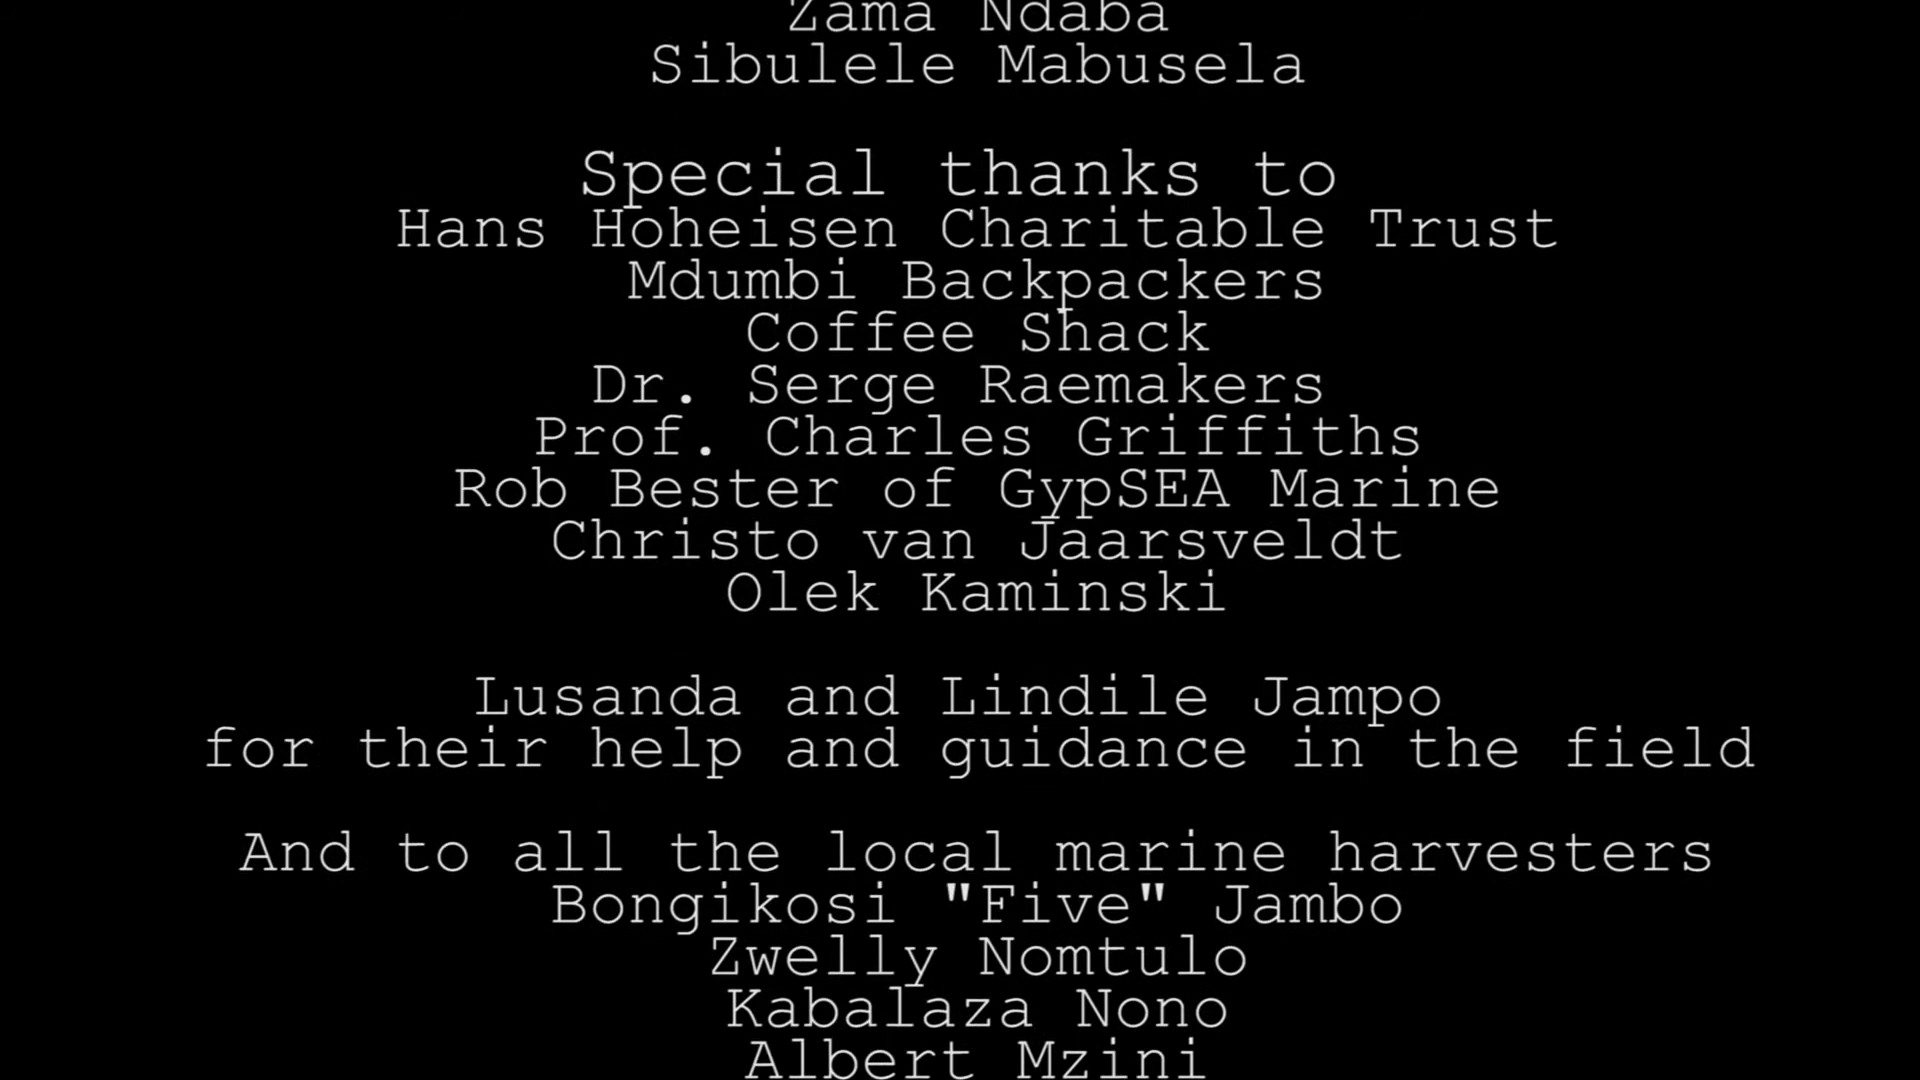 Zama Ndaba
Sibulele Mabusela
Special thanks to
Hans Hoheisen Charitable Trust
Mdumbi Backpackers
Coffee Shack
Dr. Serge Raemakers
Prof. Charles Griffiths
Rob Bester of GypSEA Marine
Christo van Jaarsveldt
Olek Kaminski
Lusanda and Lindile Jampo
for their help and guidance in the field
And to all the local marine harvesters
Bongikosi "Five" Jambo
Zwelly Nomtulo
Kabalaza Nono
Albert Mzini